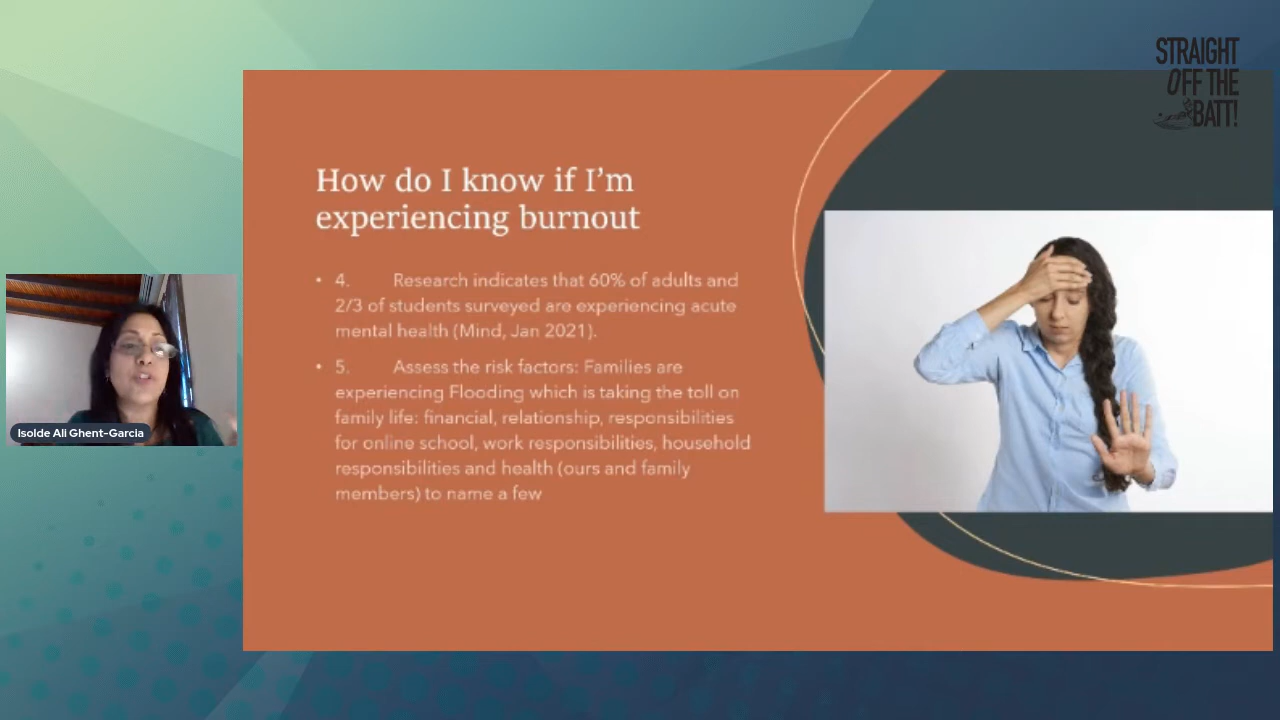 STRAIGHT
OFF THE
BATT!
How do I know if I'm
experiencing burnout
• 4. Research indicates that 60% of adults and
2/3 of students surveyed are experiencing acute
mental health (Mind, Jan 2021).
• 5. Assess the risk factors: Families are
experiencing Flooding which is taking the toll on
family life: financial, relationship, responsibilities
for online school, work responsibilities, household
responsibilities and health (ours and family
members) to name a few
Isolde Ali Ghent-Garcia